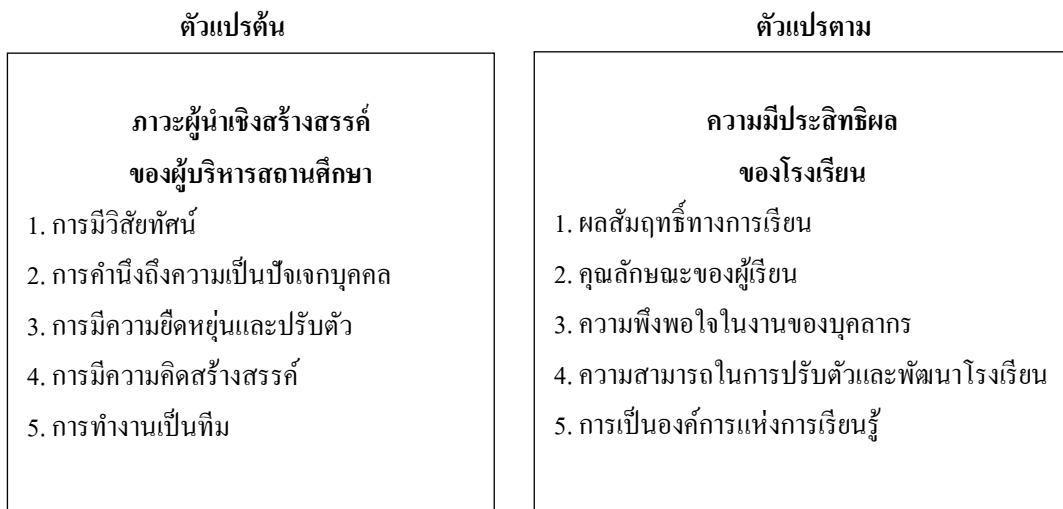 ตัวแปรต้น
ภาวะผู้นำเชิงสร้างสรรค์
ของผู้บริหารสถานศึกษา
1. การมีวิสัยทัศน์
2. การคำนึงถึงความเป็นปัจเจกบุคคล
3. การมีความยืดหยุ่นและปรับตัว
4. การมีความคิดสร้างสรรค์
5. การทำงานเป็นทีม
ตัวแปรตาม
ความมีประสิทธิผล
ของโรงเรียน
1. ผลสัมฤทธิ์ทางการเรียน
2. คุณลักษณะของผู้เรียน
3. ความพึงพอใจในงานของบุคลากร
4. ความสามารถในการปรับตัวและพัฒนาโรงเรียน
5. การเป็นองค์การแห่งการเรียนรู้